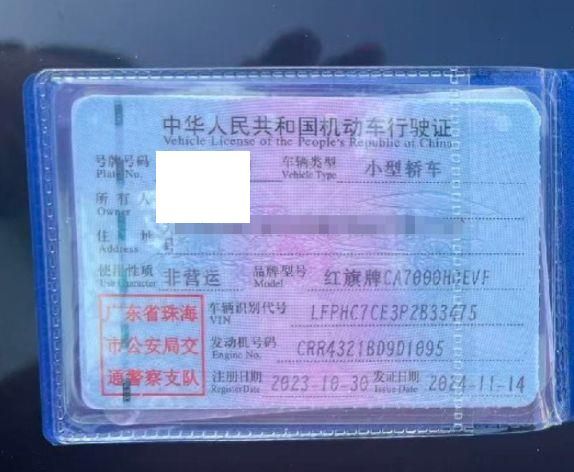 中华人民共和国机动车行驶证
Vehicle License of the People's Republic of China
号牌号码 车辆类型 小型轿车
Plate No. Vehicle Type
所有人
Owner
住 址
Address
使用性质 非营运 品牌型号 红旗牌CA7000HCEVF
Use Character Model
广东省珠海 车辆识别代号 LFPHC7CE3P2B33475
VIN
市公安局交 发动机号码 CRR4321BD9D1095
Engine No.
通警察支队 注册日期 2023-10-30 发证日期 2024-11-14
Register Date Issue Date